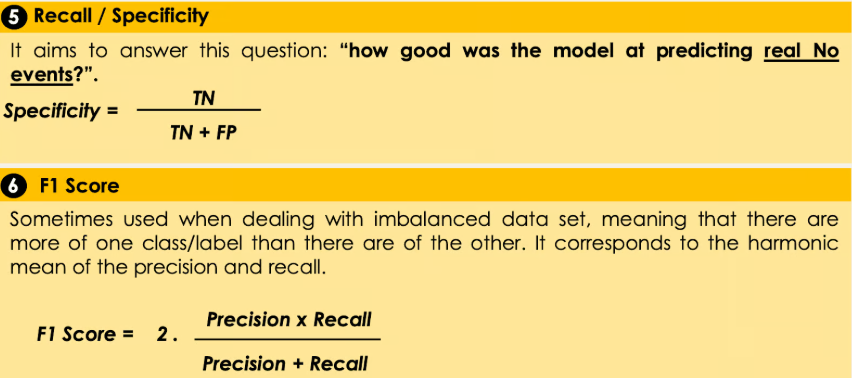 5 Recall / Specificity
It aims to answer this question: “how good was the model at predicting real No
events?”.
Specificity = TN
TN + FP
6 F1 Score
Sometimes used when dealing with imbalanced data set, meaning that there are
more of one class/label than there are of the other. It corresponds to the harmonic
mean of the precision and recall.
F1 Score = 2 . Precision x Recall
Precision + Recall